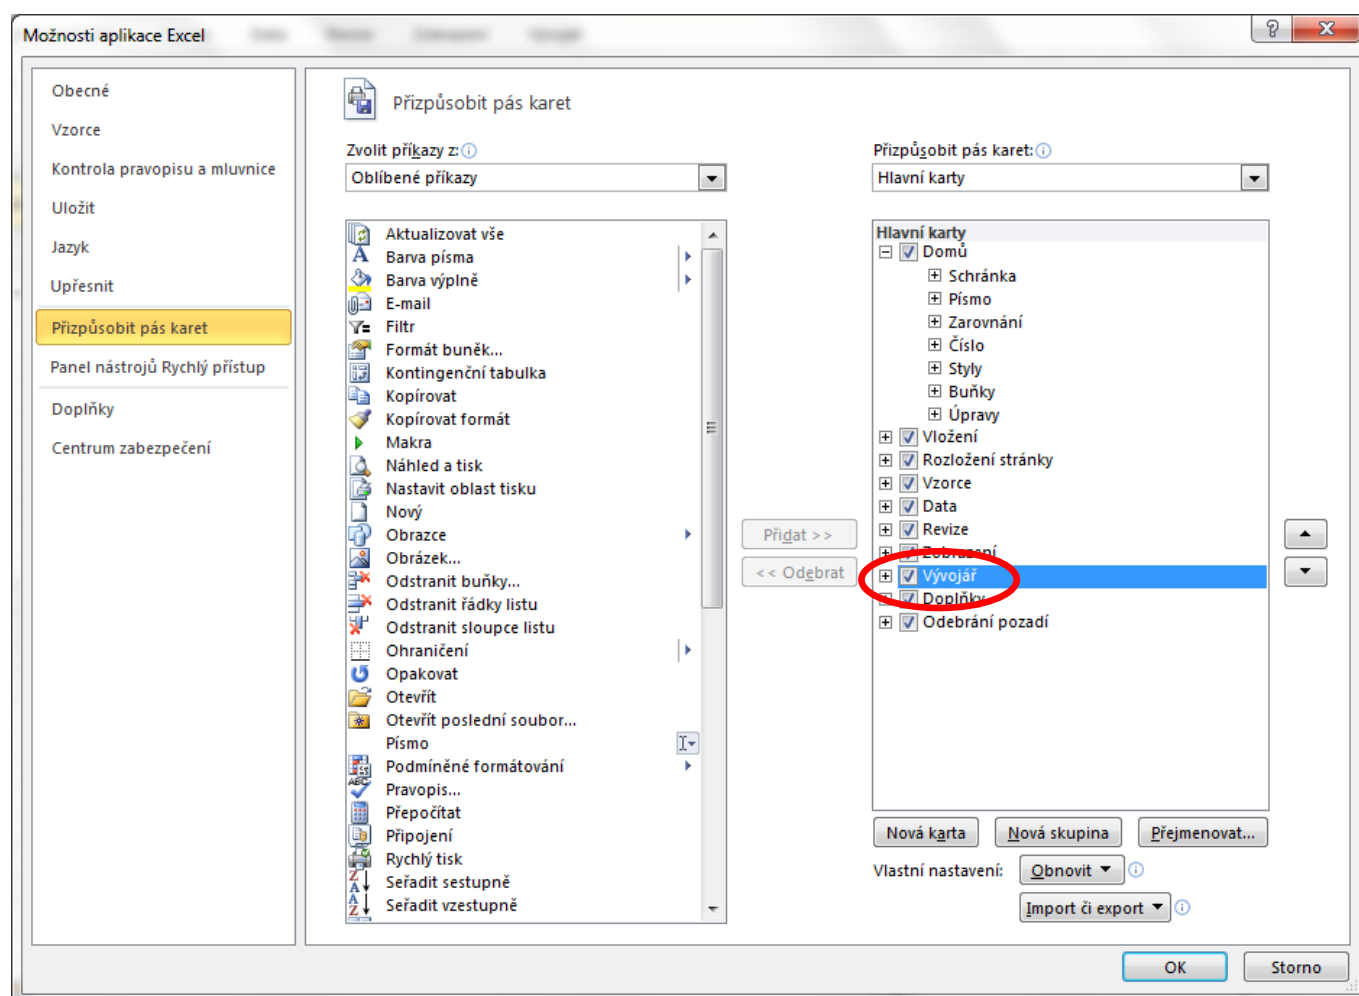 Možnosti aplikace Excel
Obecné
Vzorce
Kontrola pravopisu a mluvnice
Uložit
Jazyk
Upřesnit
Přizpůsobit pás karet
Panel nástrojů Rychlý přístup
Doplňky
Centrum zabezpečení
Přizpůsobit pás karet
Zvolit příkazy z:
Oblíbené příkazy
Aktualizovat vše
Barva písma
Barva výplně
E-mail
Filtr
Formát buněk...
Kontingenční tabulka
Kopírovat
Kopírovat formát
Makra
Náhled a tisk
Nastavit oblast tisku
Nový
Obrazce
Obrázek...
Odstranit buňky...
Odstranit řádky listu
Odstranit sloupce listu
Ohraničení
Opakovat
Otevřít
Otevřít poslední soubor...
Písmo
Podmíněné formátování
Pravopis...
Přepočítat
Připojení
Rychlý tisk
Seřadit sestupně
Seřadit vzestupně
Přidat >>
<< Odebrat
Přizpůsobit pás karet:
Hlavní karty
Hlavní karty
Domů
Schránka
Písmo
Zarovnání
Číslo
Styly
Buňky
Úpravy
Vložení
Rozložení stránky
Vzorce
Data
Revize
Zobrazení
Vývojář
Doplňky
Odebrání pozadí
Nová karta
Nová skupina
Přejmenovat...
Vlastní nastavení:
Obnovit
Import či export
OK
Storno